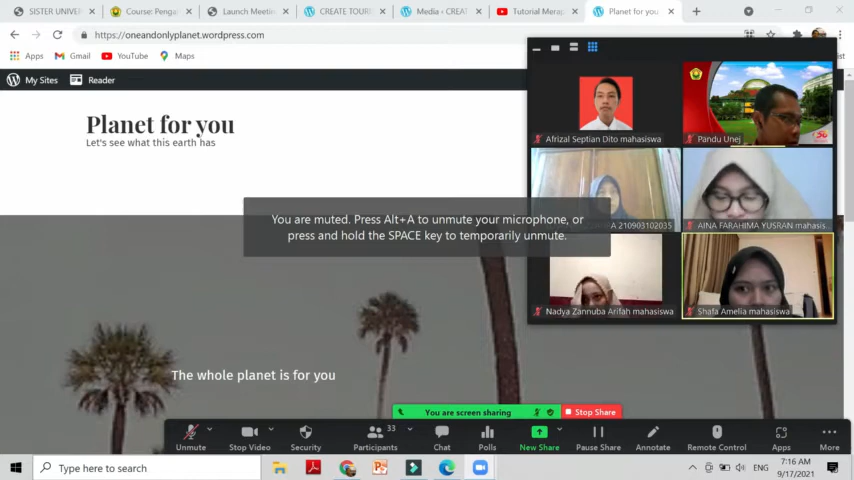 SISTER UNIVER
Course: Penga
Launch Meetin
CREATE TOURI
Media ‹ CREAT
Tutorial Meraj
Planet for you
https://oneandonlyplanet.wordpress.com
Apps
Gmail
YouTube
Maps
My Sites
Reader
Planet for you
Let's see what this earth has
Afrizal Septian Dito mahasiswa
Pandu Unej
You are muted. Press Alt+A to unmute your microphone, or
press and hold the SPACE key to temporarily unmute.
A 210903102035
AINA FARAHIMA YUSRAN mahasis...
Nadya Zannuba Arifah mahasiswa
Shafa Amelia mahasiswa
The whole planet is for you
You are screen sharing
Stop Share
33
Unmute
Stop Video
Security
Participants
Chat
Polls
New Share
Pause Share
Annotate
Remote Control
Apps
More
Type here to search
ENG
7:16 AM
9/17/2021